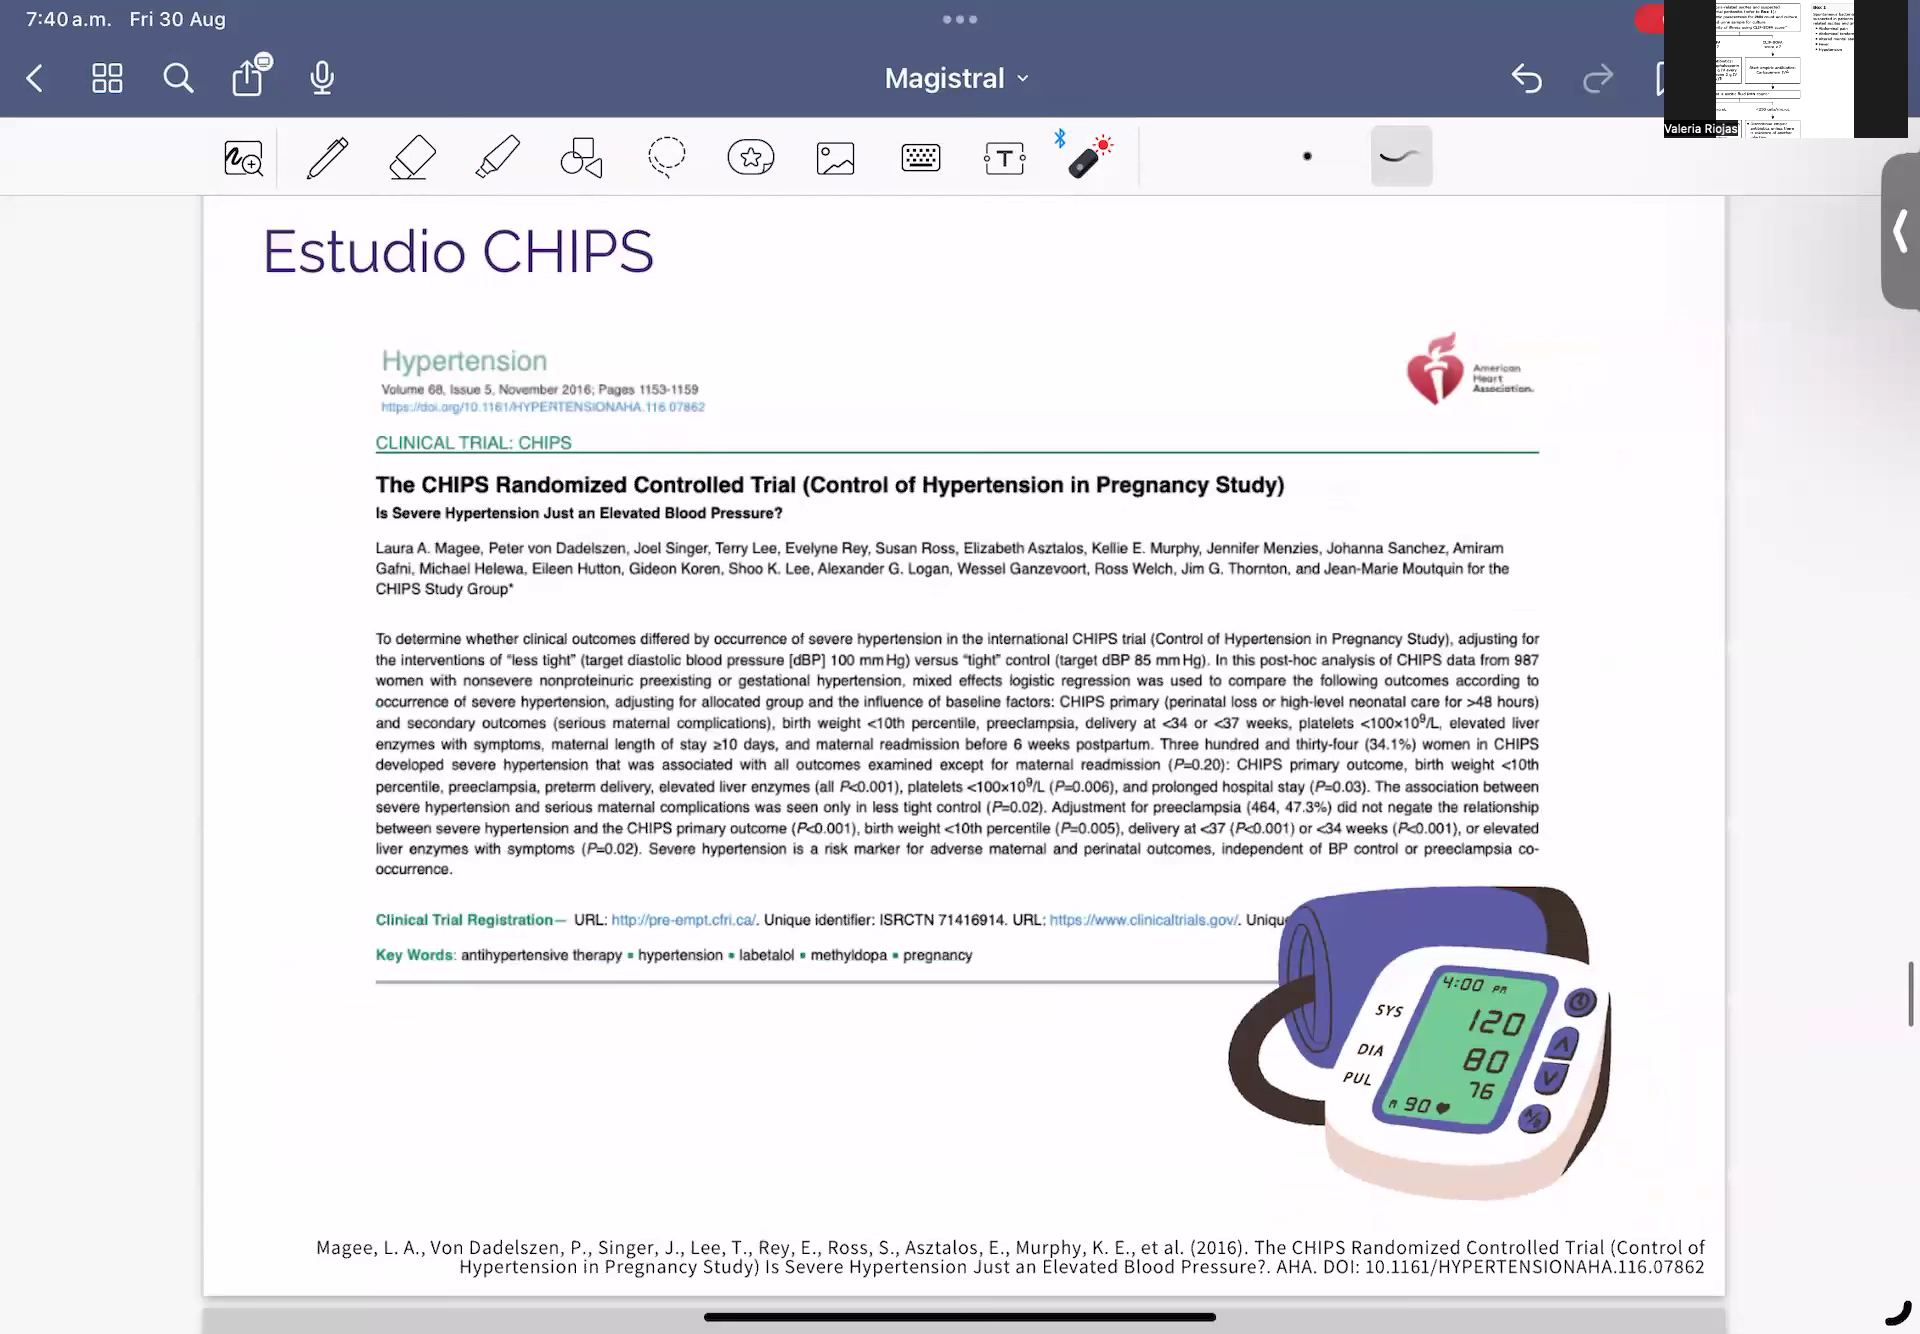 7:40 a.m. Fri 30 Aug
Magistral
Valeria Riojas
Box 1
Estudio CHIPS
Hypertension
Volume 68, Issue 5, November 2016; Pages 1153-1159
https://doi.org/10.1161/HYPERTENSIONAHA.116.07862
American
Heart
Association.
CLINICAL TRIAL: CHIPS
The CHIPS Randomized Controlled Trial (Control of Hypertension in Pregnancy Study)
Is Severe Hypertension Just an Elevated Blood Pressure?
Laura A. Magee, Peter von Dadelszen, Joel Singer, Terry Lee, Evelyne Rey, Susan Ross, Elizabeth Asztalos, Kellie E. Murphy, Jennifer Menzies, Johanna Sanchez, Amiram
Gafni, Michael Helewa, Eileen Hutton, Gideon Koren, Shoo K. Lee, Alexander G. Logan, Wessel Ganzevoort, Ross Welch, Jim G. Thornton, and Jean-Marie Moutquin for the
CHIPS Study Group*
To determine whether clinical outcomes differed by occurrence of severe hypertension in the international CHIPS trial (Control of Hypertension in Pregnancy Study), adjusting for
the interventions of “less tight” (target diastolic blood pressure [dBP] 100 mm Hg) versus “tight” control (target dBP 85 mm Hg). In this post-hoc analysis of CHIPS data from 987
women with nonsevere nonproteinuric preexisting or gestational hypertension, mixed effects logistic regression was used to compare the following outcomes according to
occurrence of severe hypertension, adjusting for allocated group and the influence of baseline factors: CHIPS primary (perinatal loss or high-level neonatal care for >48 hours)
and secondary outcomes (serious maternal complications), birth weight <10th percentile, preeclampsia, delivery at <34 or <37 weeks, platelets <100×10⁹/L, elevated liver
enzymes with symptoms, maternal length of stay ≥10 days, and maternal readmission before 6 weeks postpartum. Three hundred and thirty-four (34.1%) women in CHIPS
developed severe hypertension that was associated with all outcomes examined except for maternal readmission (P=0.20): CHIPS primary outcome, birth weight <10th
percentile, preeclampsia, preterm delivery, elevated liver enzymes (all P<0.001), platelets <100×10⁹/L (P=0.006), and prolonged hospital stay (P=0.03). The association between
severe hypertension and serious maternal complications was seen only in less tight control (P=0.02). Adjustment for preeclampsia (464, 47.3%) did not negate the relationship
between severe hypertension and the CHIPS primary outcome (P<0.001), birth weight <10th percentile (P=0.005), delivery at <37 (P<0.001) or <34 weeks (P<0.001), or elevated
liver enzymes with symptoms (P=0.02). Severe hypertension is a risk marker for adverse maternal and perinatal outcomes, independent of BP control or preeclampsia co-
occurrence.
Clinical Trial Registration— URL: http://pre-empt.cfri.ca/. Unique identifier: ISRCTN 71416914. URL: https://www.clinicaltrials.gov/. Uniqu
Key Words: antihypertensive therapy ▪ hypertension ▪ labetalol ▪ methyldopa ▪ pregnancy
4:00 PM
SYS 120
DIA 80
PUL 76
90
Magee, L. A., Von Dadelszen, P., Singer, J., Lee, T., Rey, E., Ross, S., Asztalos, E., Murphy, K. E., et al. (2016). The CHIPS Randomized Controlled Trial (Control of
Hypertension in Pregnancy Study) Is Severe Hypertension Just an Elevated Blood Pressure?. AHA. DOI: 10.1161/HYPERTENSIONAHA.116.07862